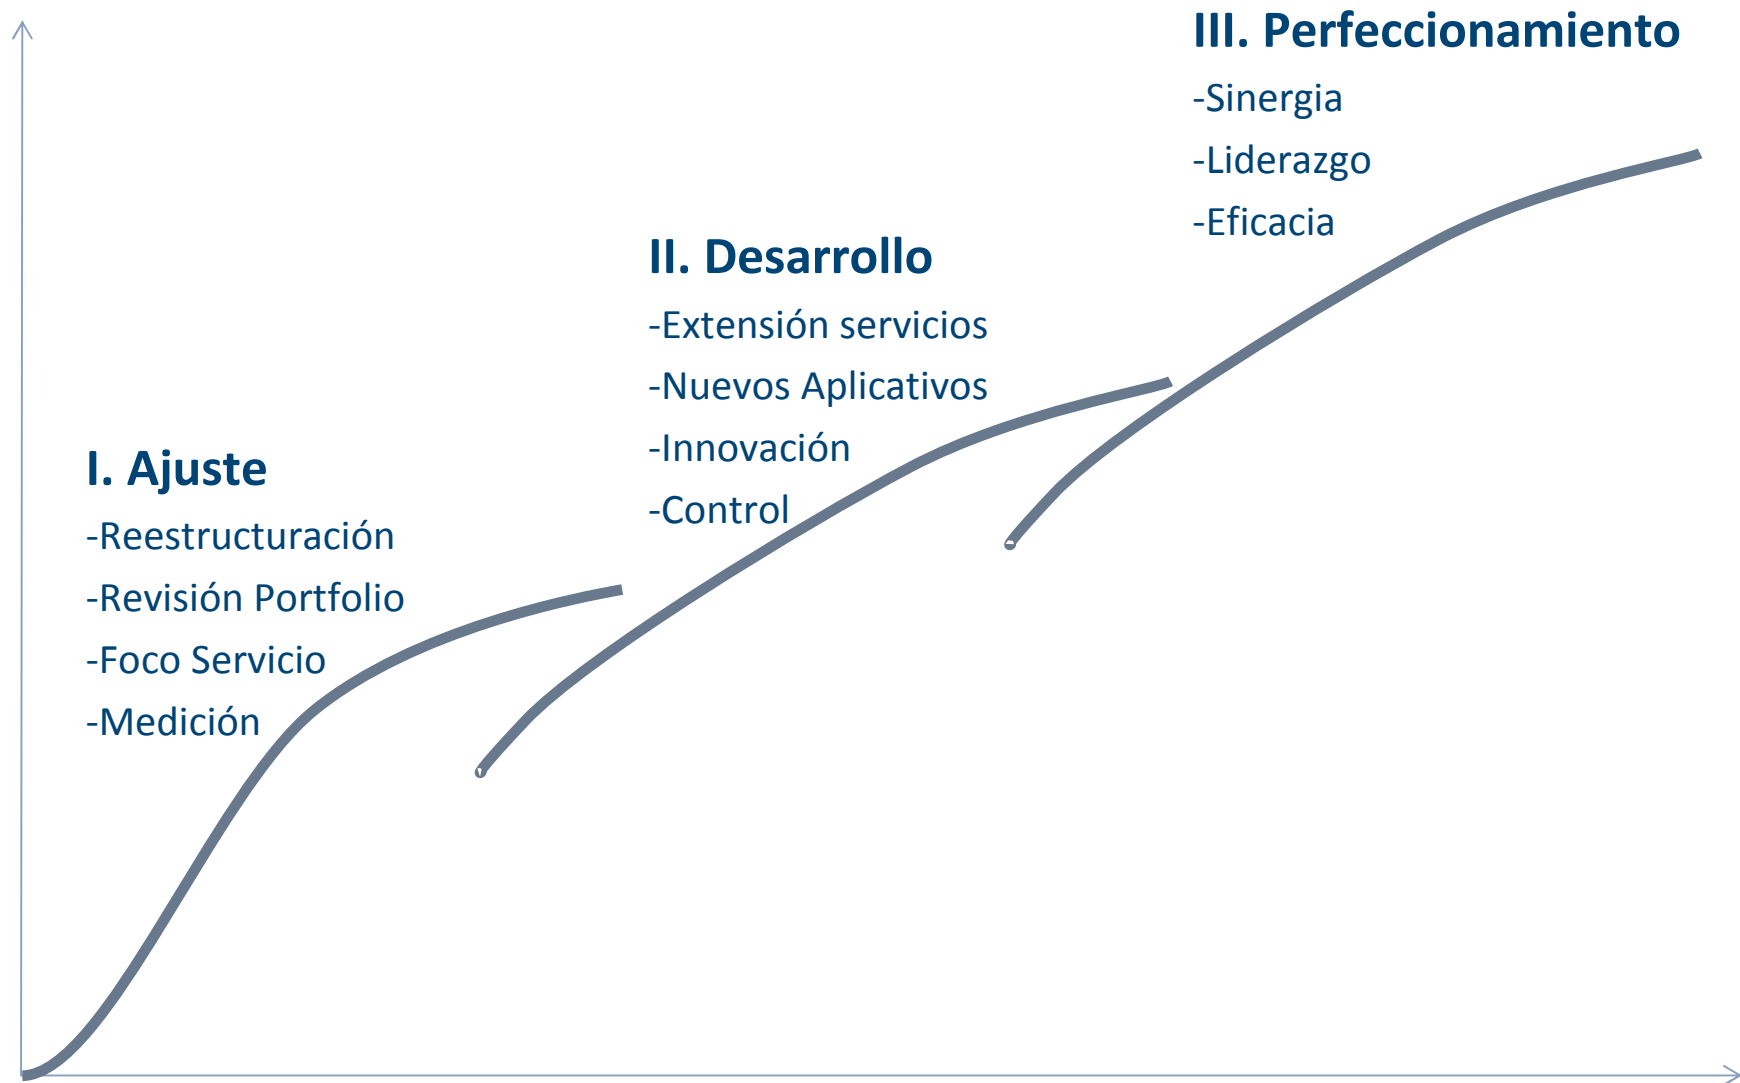 III. Perfeccionamiento
-Sinergia
-Liderazgo
-Eficacia
II. Desarrollo
-Extensión servicios
-Nuevos Aplicativos
-Innovación
-Control
I. Ajuste
-Reestructuración
-Revisión Portfolio
-Foco Servicio
-Medición